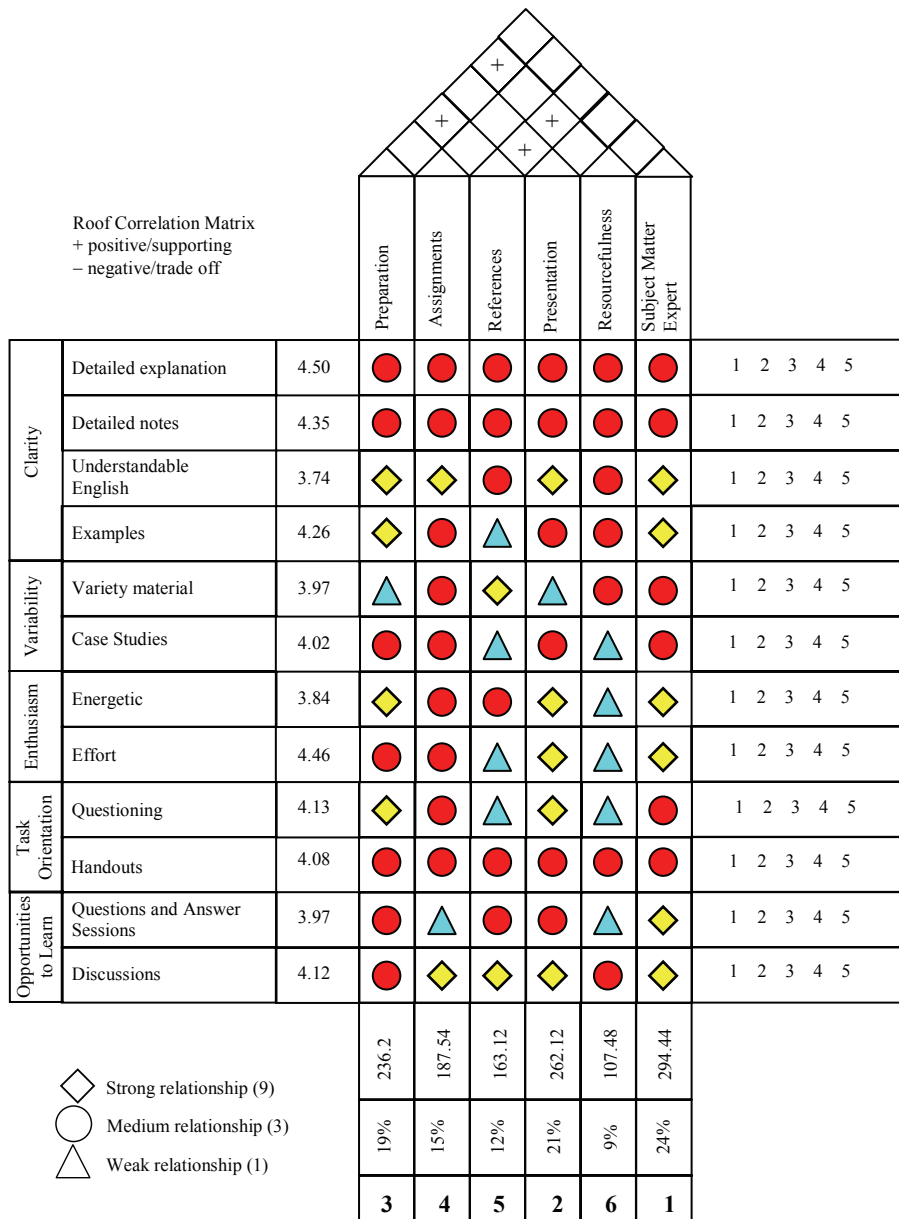 +
+ +
+
Roof Correlation Matrix
+ positive/supporting
– negative/trade off
Preparation
Assignments
References
Presentation
Resourcefulness
Subject Matter
Expert
Clarity
Detailed explanation 4.50 1 2 3 4 5
Detailed notes 4.35 1 2 3 4 5
Understandable
English 3.74 1 2 3 4 5
Examples 4.26 1 2 3 4 5
Variability
Variety material 3.97 1 2 3 4 5
Case Studies 4.02 1 2 3 4 5
Enthusiasm
Energetic 3.84 1 2 3 4 5
Effort 4.46 1 2 3 4 5
Task
Orientation
Questioning 4.13 1 2 3 4 5
Handouts 4.08 1 2 3 4 5
Opportunities
to Learn
Questions and Answer
Sessions 3.97 1 2 3 4 5
Discussions 4.12 1 2 3 4 5
236.2 187.54 163.12 262.12 107.48 294.44
19% 15% 12% 21% 9% 24%
3 4 5 2 6 1
Strong relationship (9)
Medium relationship (3)
Weak relationship (1)